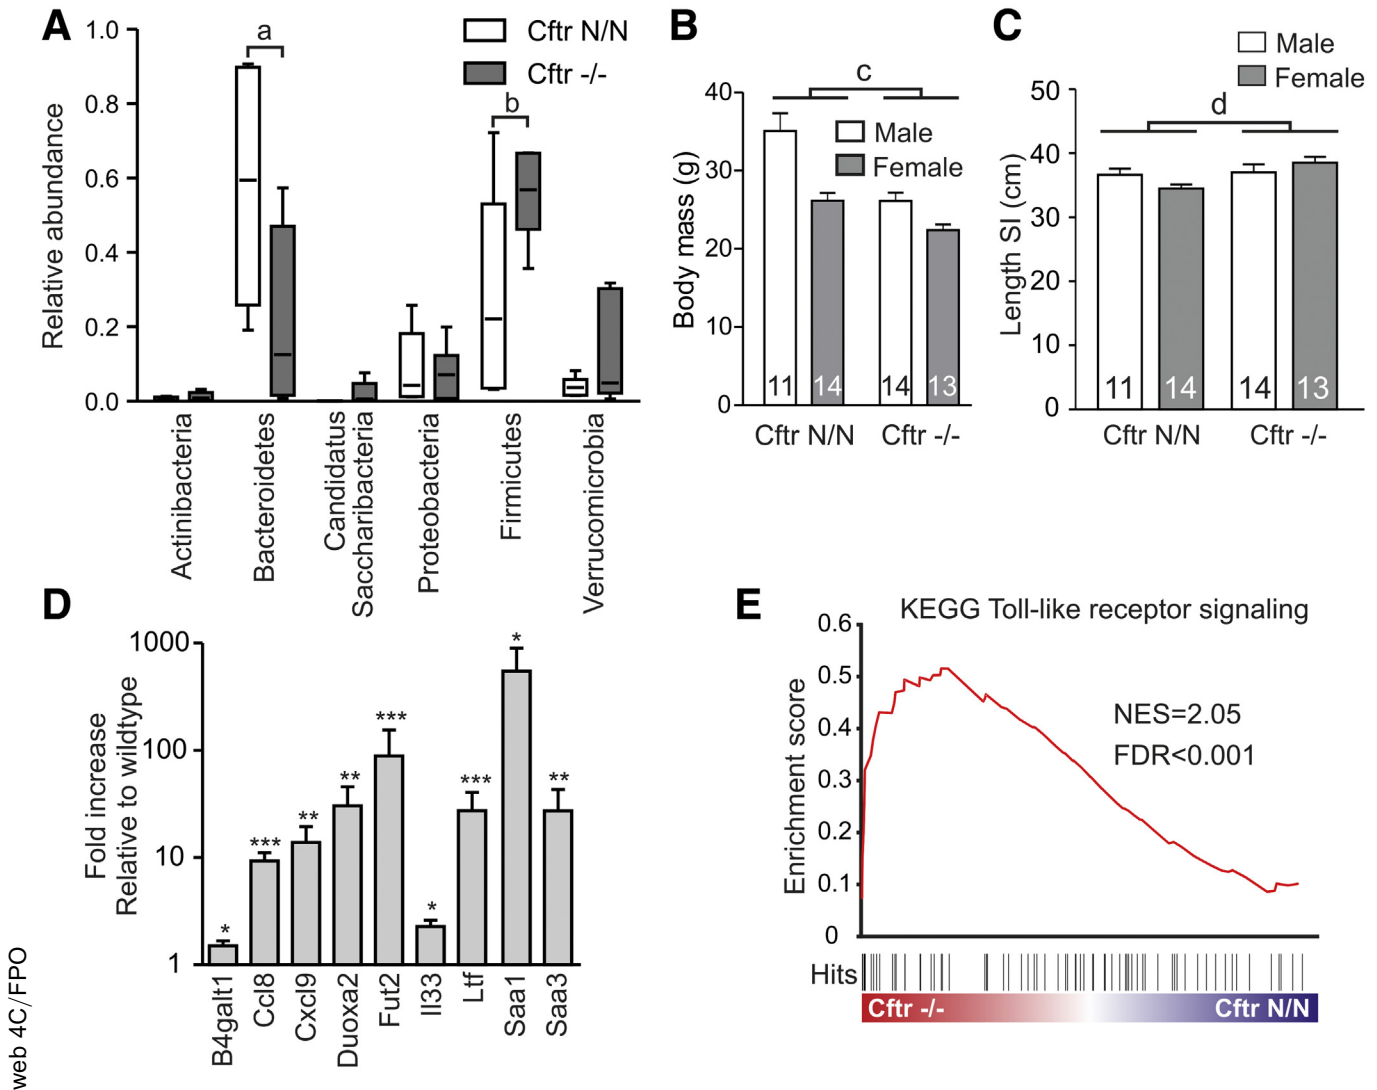 A
1.0
0.8
0.6
0.4
0.2
0.0
Relative abundance
a
b
Cftr N/N
Cftr -/-
Actinibacteria
Bacteroidetes
Candidatus
Saccharibacteria
Proteobacteria
Firmicutes
Verrucomicrobia
B
40
30
20
10
0
Body mass (g)
c
Male
Female
11
14
14
13
Cftr N/N
Cftr -/-
C
Male
Female
50
40
30
20
10
0
Length SI (cm)
d
11
14
14
13
Cftr N/N
Cftr -/-
D
1000
100
10
1
Fold increase
Relative to wildtype
*
***
**
**
***
*
***
*
**
B4galt1
Ccl8
Cxcl9
Duoxa2
Fut2
Il33
Ltf
Saa1
Saa3
E
KEGG Toll-like receptor signaling
0.6
0.5
0.4
0.3
0.2
0.1
0
Enrichment score
NES=2.05
FDR<0.001
Hits
Cftr -/-
Cftr N/N
web 4C/FPO